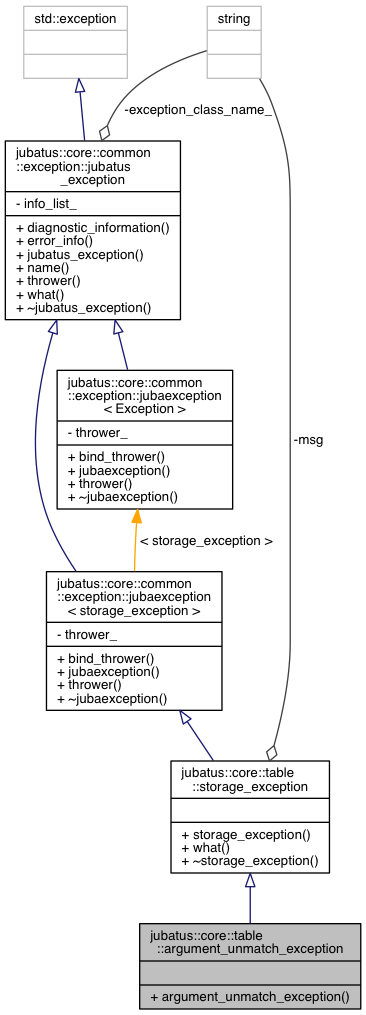 std::exception
string
-exception_class_name_
jubatus::core::common
::exception::jubatus
_exception
- info_list_
+ diagnostic_information()
+ error_info()
+ jubatus_exception()
+ name()
+ thrower()
+ what()
+ ~jubatus_exception()
jubatus::core::common
::exception::jubaexception
< Exception >
- thrower_
+ bind_thrower()
+ jubaexception()
+ thrower()
+ ~jubaexception()
-msg
< storage_exception >
jubatus::core::common
::exception::jubaexception
< storage_exception >
- thrower_
+ bind_thrower()
+ jubaexception()
+ thrower()
+ ~jubaexception()
jubatus::core::table
::storage_exception
+ storage_exception()
+ what()
+ ~storage_exception()
jubatus::core::table
::argument_unmatch_exception
+ argument_unmatch_exception()